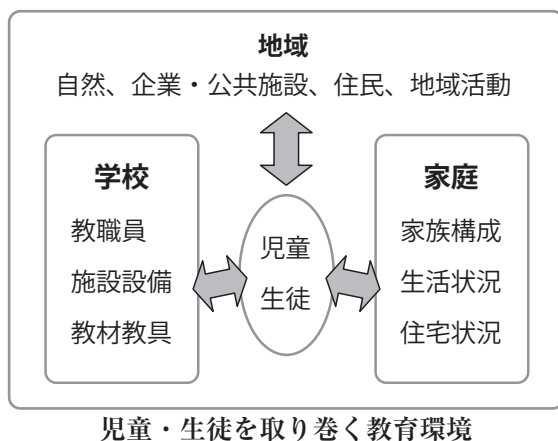 地域
自然、企業・公共施設、住民、地域活動
学校
教職員
施設設備
教材教具
児童
生徒
家庭
家族構成
生活状況
住宅状況
児童・生徒を取り巻く教育環境